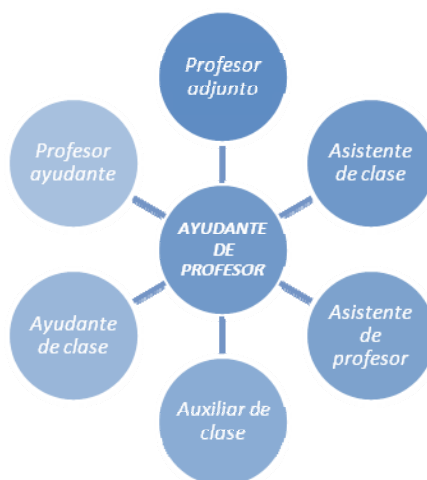 Profesor
adjunto
Profesor
ayudante
Asistente
de clase
AYUDANTE
DE
PROFESOR
Ayudante
de clase
Asistente
de
profesor
Auxiliar de
clase